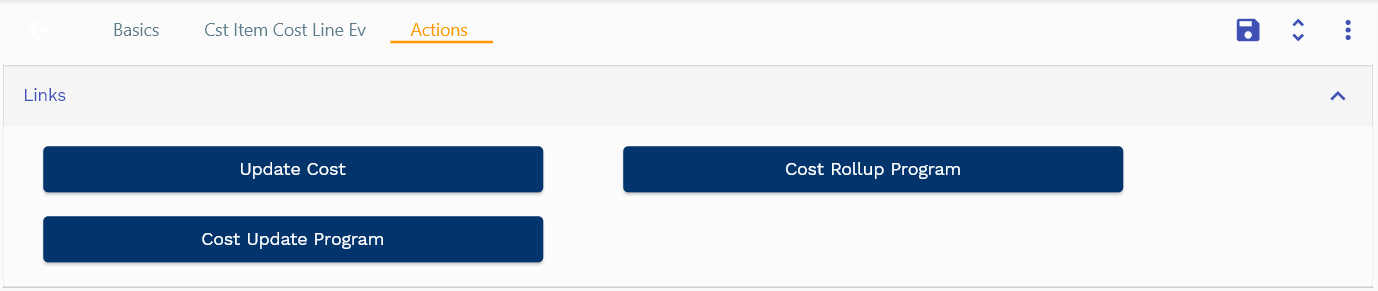 Basics Cst Item Cost Line Ev Actions
Links
Update Cost Cost Rollup Program
Cost Update Program